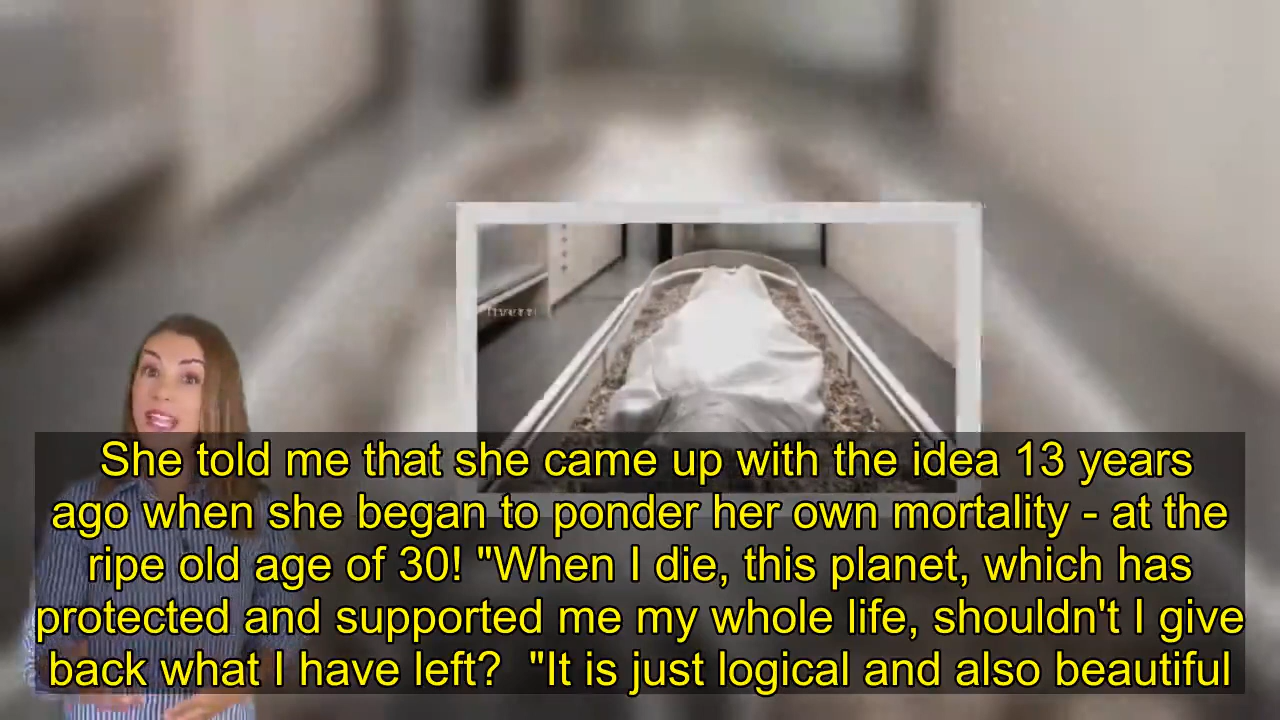 She told me that she came up with the idea 13 years
ago when she began to ponder her own mortality - at the
ripe old age of 30! "When I die, this planet, which has
protected and supported me my whole life, shouldn't I give
back what I have left?  "It is just logical and also beautiful